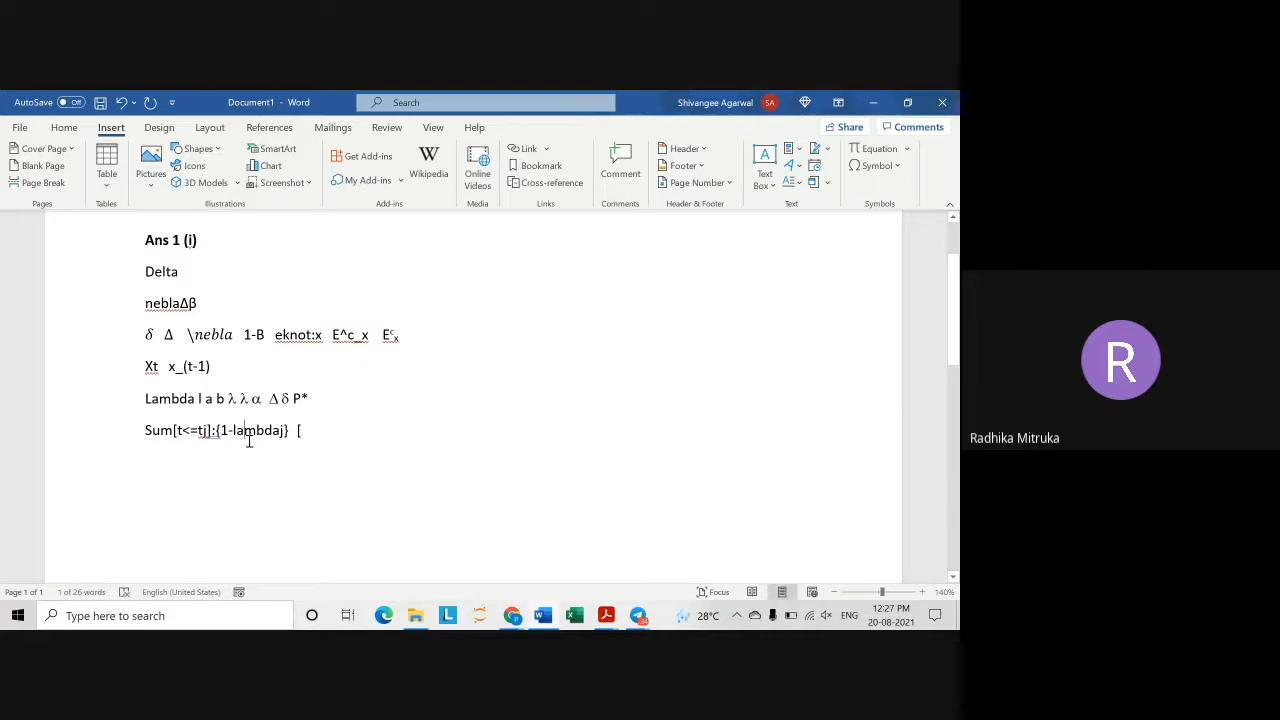 AutoSave Off Document1 - Word Search Shivangee Agarwal SA
File Home Insert Design Layout References Mailings Review View Help Share Comments
Cover Page
Blank Page
Page Break
Pages
Table
Tables
Pictures
Shapes
Icons
3D Models
SmartArt
Chart
Screenshot
Illustrations
Get Add-ins
My Add-ins
Wikipedia
Add-ins
Online Videos
Media
Link
Bookmark
Cross-reference
Links
Comment
Comments
Header
Footer
Page Number
Header & Footer
Text Box
Text
Equation
Symbol
Symbols
Ans 1 (i)
Delta
neblaΔβ
δ Δ \nebla 1-B eknot:x E^c_x Eᶜₓ
Xt x_(t-1)
Lambda l a b λ λ α Δ δ P*
Sum[t<=tj]:{1-lambdaj} [
R
Radhika Mitruka
Page 1 of 1 1 of 26 words English (United States) Focus 140%
Type here to search 28°C ENG 12:27 PM
20-08-2021